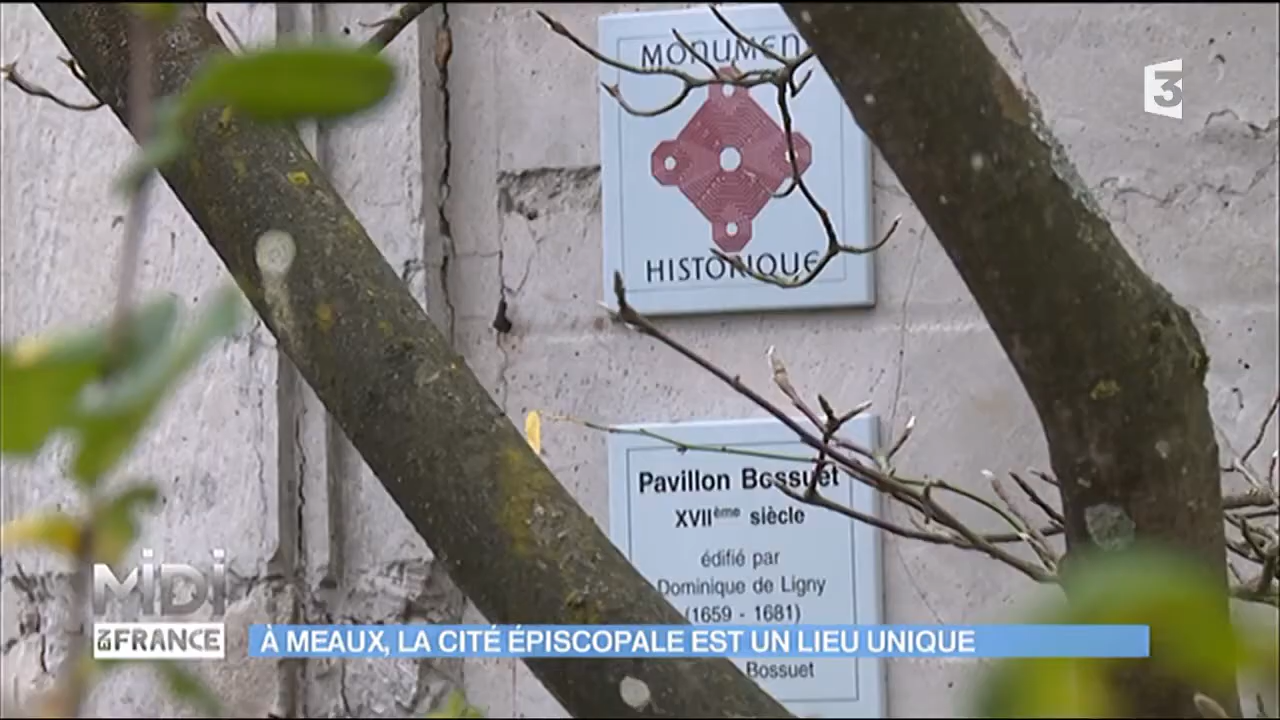 MONUMENT
HISTORIQUE
3
Pavillon Bossuet
XVIIème siècle
édifié par
Dominique de Ligny
(1659 - 1681)
Bossuet
MiDi
EN FRANCE
À MEAUX, LA CITÉ ÉPISCOPALE EST UN LIEU UNIQUE